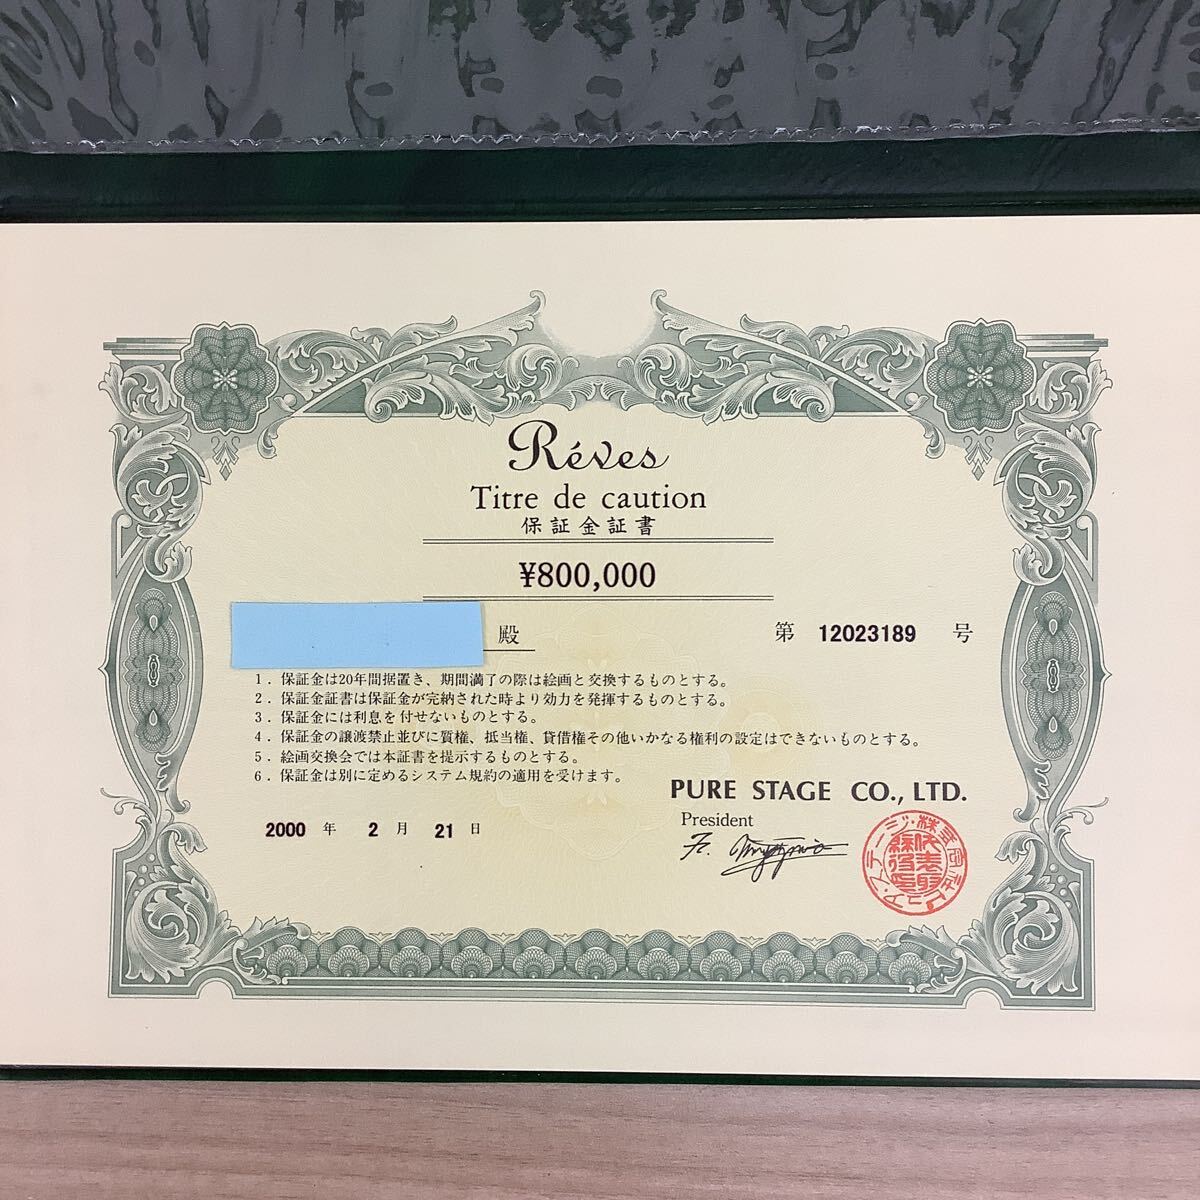 Réves
Titre de caution
保証金証書
¥800,000
殿
第 12023189 号
1．保証金は20年間据置き、期間満了の際は絵画と交換するものとする。
2．保証金証書は保証金が完納された時より効力を発揮するものとする。
3．保証金には利息を付せないものとする。
4．保証金の譲渡禁止並びに質権、抵当権、貸借権その他いかなる権利の設定はできないものとする。
5．絵画交換会では本証書を提示するものとする。
6．保証金は別に定めるシステム規約の適用を受けます。
PURE STAGE CO., LTD.
President
2000 年 2 月 21 日